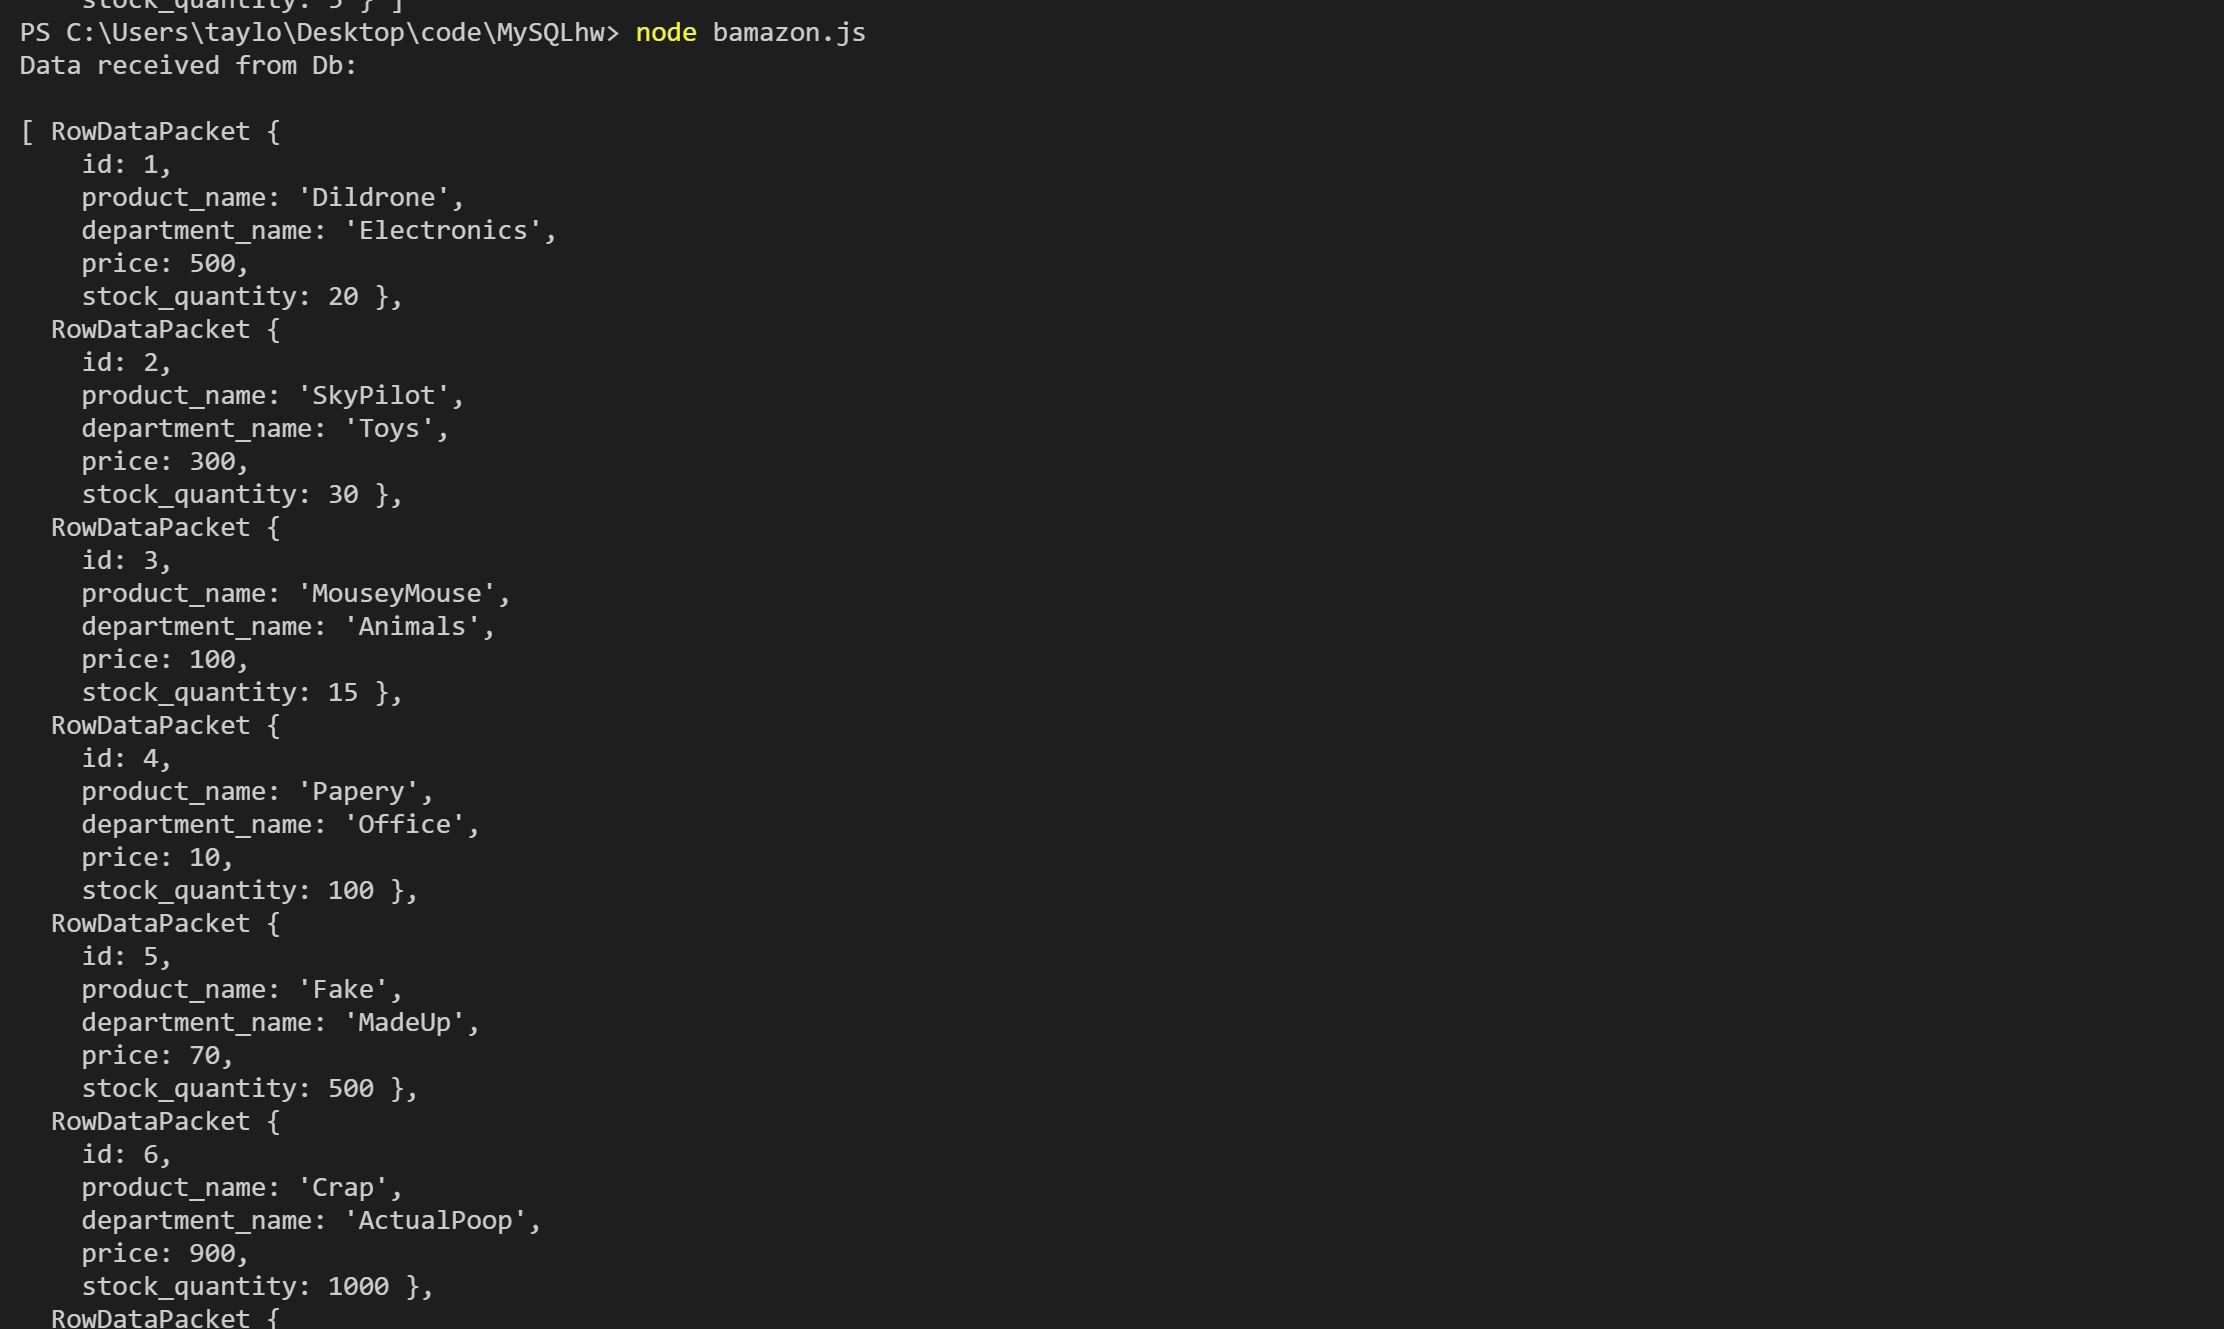 stock_quantity: 5 } ]
PS C:\Users\taylo\Desktop\code\MySQLhw> node bamazon.js
Data received from Db:
[ RowDataPacket {
id: 1,
product_name: 'Dildrone',
department_name: 'Electronics',
price: 500,
stock_quantity: 20 },
RowDataPacket {
id: 2,
product_name: 'SkyPilot',
department_name: 'Toys',
price: 300,
stock_quantity: 30 },
RowDataPacket {
id: 3,
product_name: 'MouseyMouse',
department_name: 'Animals',
price: 100,
stock_quantity: 15 },
RowDataPacket {
id: 4,
product_name: 'Papery',
department_name: 'Office',
price: 10,
stock_quantity: 100 },
RowDataPacket {
id: 5,
product_name: 'Fake',
department_name: 'MadeUp',
price: 70,
stock_quantity: 500 },
RowDataPacket {
id: 6,
product_name: 'Crap',
department_name: 'ActualPoop',
price: 900,
stock_quantity: 1000 },
RowDataPacket {